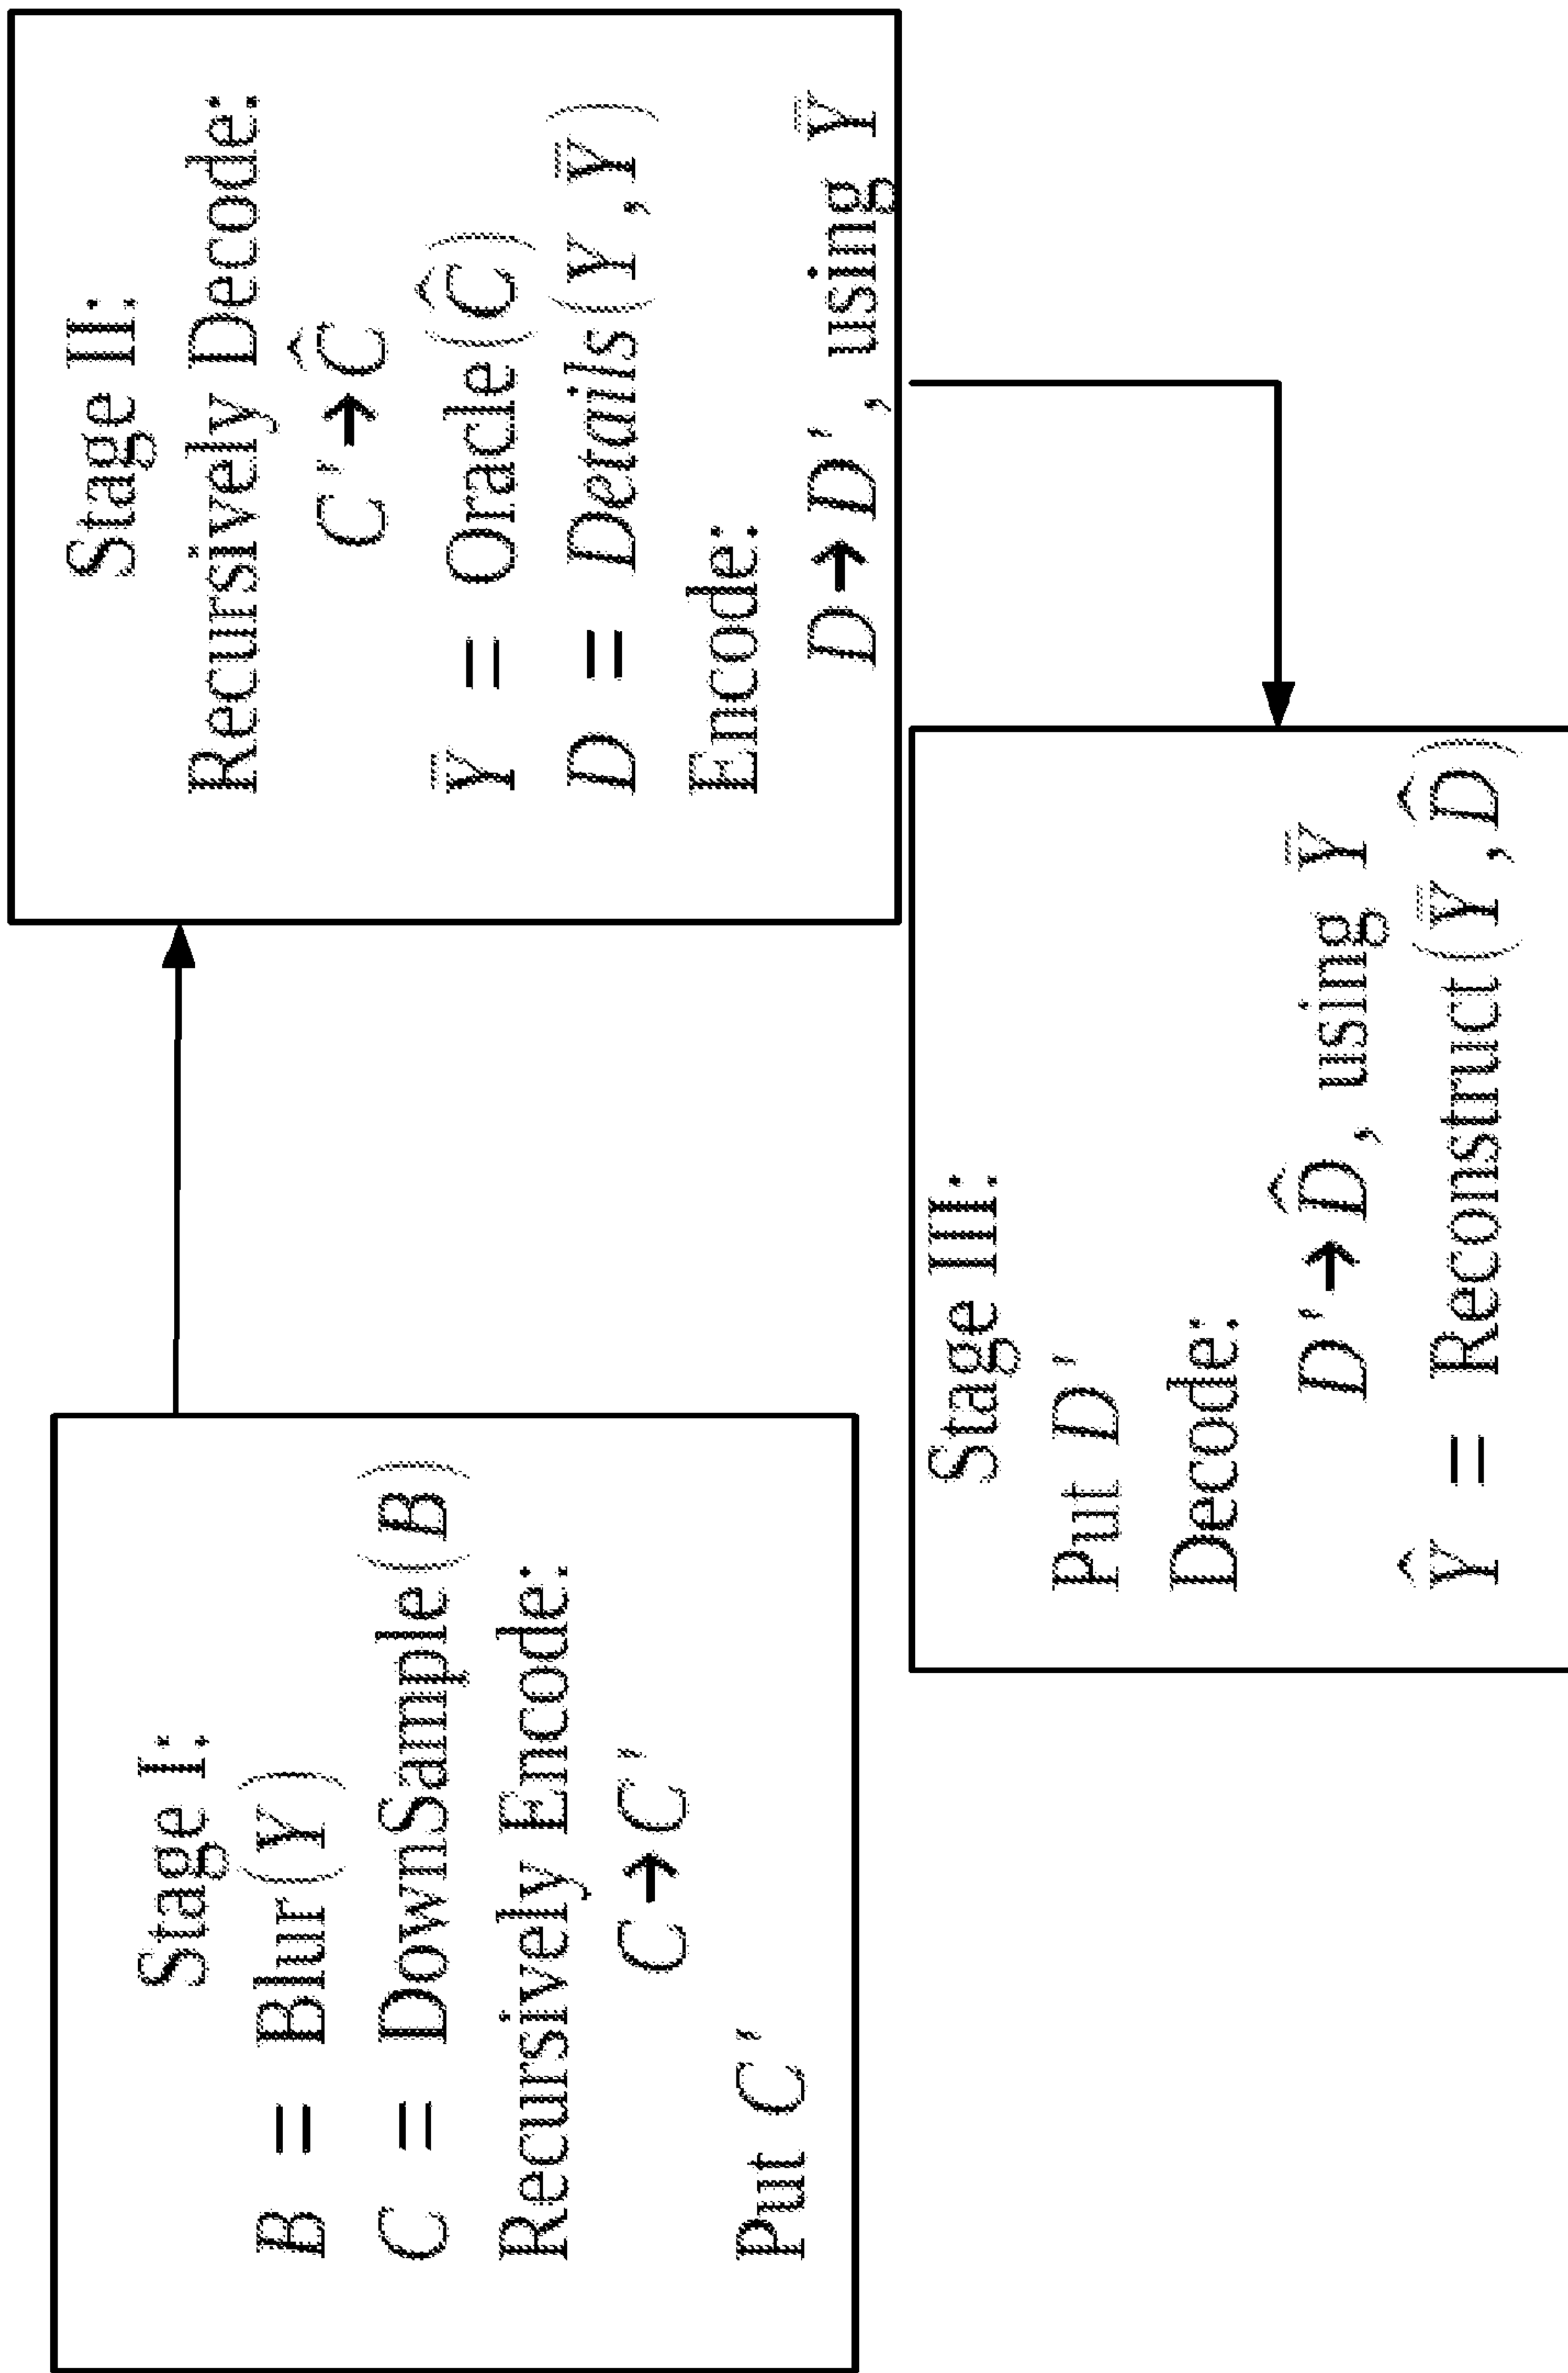 Stage I:
B = Blur(Y)
C = DownSample(B)
Recursively Encode:
C→C'
Put C'
Stage II:
Recursively Decode:
C'→Ĉ
Ȳ = Oracle(Ĉ)
D = Details(Y,Ȳ)
Encode:
D→D', using Ȳ
Stage III:
Put D'
Decode:
D'→D̂, using Ȳ
Ŷ = Reconstruct(Ȳ,D̂)